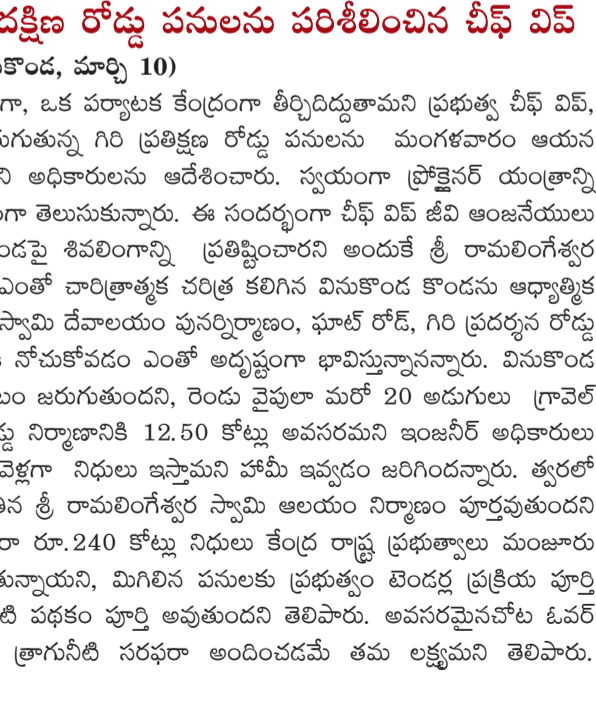 దక్షిణ రోడ్డు పనులను పరిశీలించిన చీఫ్ విప్
కొండ, మార్చి 10)
గా, ఒక పర్యాటక కేంద్రంగా తీర్చిదిద్దుతామని ప్రభుత్వ చీఫ్ విప్,
రుగుతున్న గిరి ప్రతిక్షణ రోడ్డు పనులను మంగళవారం ఆయన
ని అధికారులను ఆదేశించారు. స్వయంగా ప్రోక్లైనర్ యంత్రాన్ని
గా తెలుసుకున్నారు. ఈ సందర్భంగా చీఫ్ విప్ జీవి ఆంజనేయులు
ండపై శివలింగాన్ని ప్రతిష్టించారని అందుకే శ్రీ రామలింగేశ్వర
ఎంతో చారిత్రాత్మక చరిత్ర కలిగిన వినుకొండ కొండను ఆధ్యాత్మిక
స్వామి దేవాలయం పునర్నిర్మాణం, ఘాట్ రోడ్, గిరి ప్రదర్శన రోడ్డు
నోచుకోవడం ఎంతో అదృష్టంగా భావిస్తున్నానన్నారు. వినుకొండ
ణం జరుగుతుందని, రెండు వైపులా మరో 20 అడుగులు గ్రావెల్
డ్డు నిర్మాణానికి 12.50 కోట్లు అవసరమని ఇంజనీర్ అధికారులు
వెళ్లగా నిధులు ఇస్తామని హామీ ఇవ్వడం జరిగిందన్నారు. త్వరలో
తిన శ్రీ రామలింగేశ్వర స్వామి ఆలయం నిర్మాణం పూర్తవుతుందని
రా రూ.240 కోట్లు నిధులు కేంద్ర రాష్ట్ర ప్రభుత్వాలు మంజూరు
తున్నాయని, మిగిలిన పనులకు ప్రభుత్వం టెండర్ల ప్రక్రియ పూర్తి
టి పథకం పూర్తి అవుతుందని తెలిపారు. అవసరమైనచోట ఓవర్
త్రాగునీటి సరఫరా అందించడమే తమ లక్ష్యమని తెలిపారు.